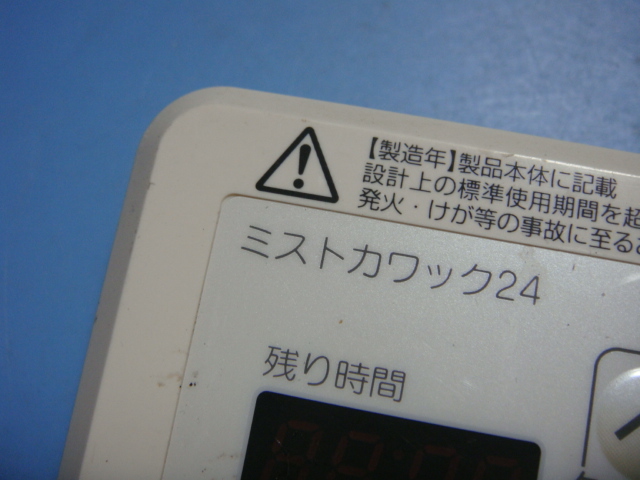 【製造年】製品本体に記載
設計上の標準使用期間を超
発火・けが等の事故に至る
ミストカワック24
残り時間